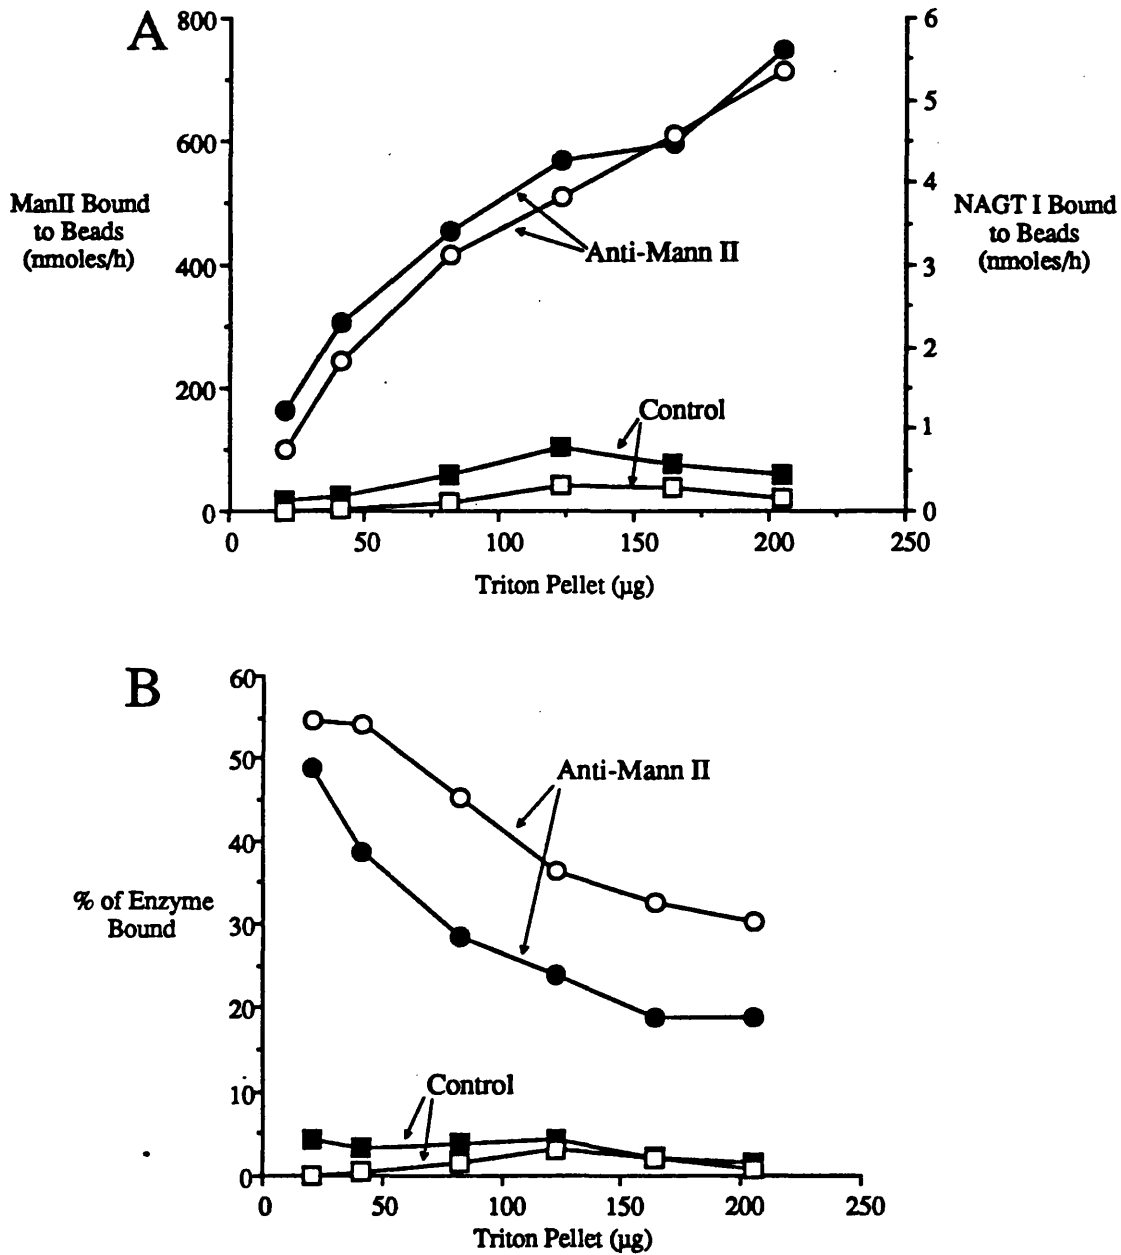 A
800
600
400
200
0
ManII Bound
to Beads
(nmoles/h)
6
5
4
3
2
1
0
NAGT I Bound
to Beads
(nmoles/h)
Anti-Mann II
Control
0 50 100 150 200 250
Triton Pellet (µg)
B
60
50
40
30
20
10
0
% of Enzyme
Bound
Anti-Mann II
Control
0 50 100 150 200 250
Triton Pellet (µg)